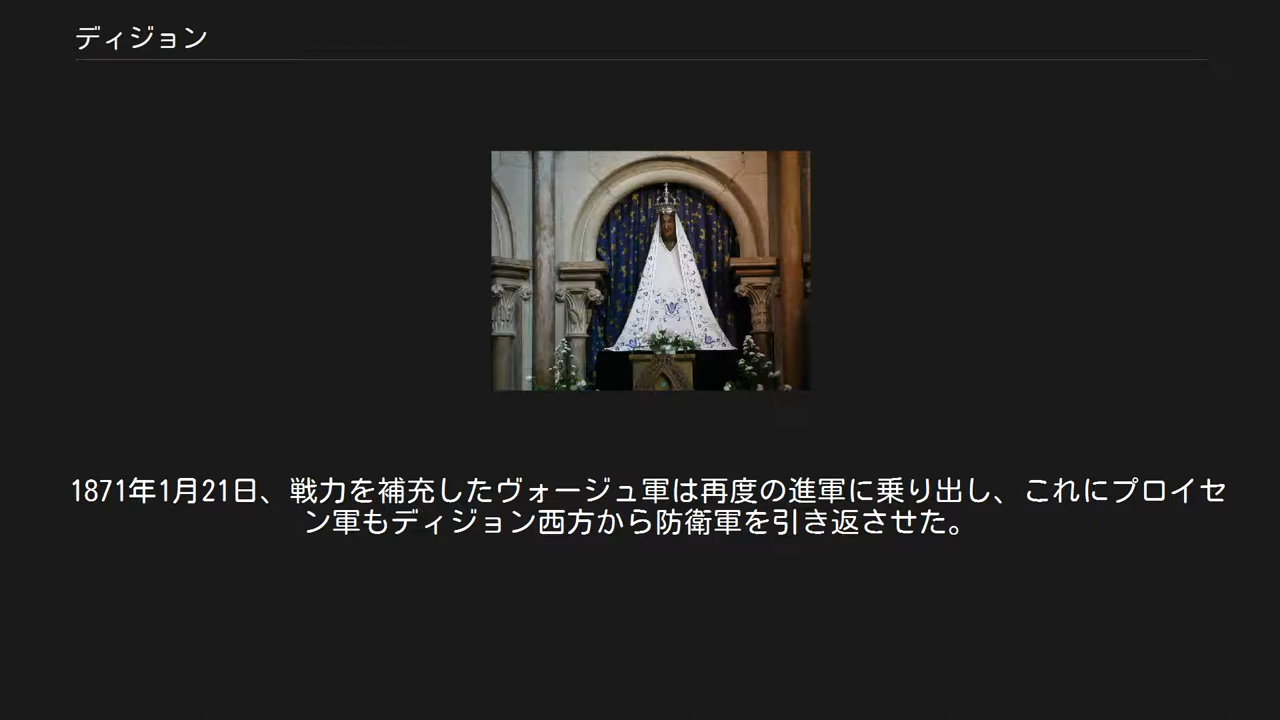 ディジョン
1871年1月21日、戦力を補充したヴォージュ軍は再度の進軍に乗り出し、これにプロイセ
ン軍もディジョン西方から防衛軍を引き返させた。